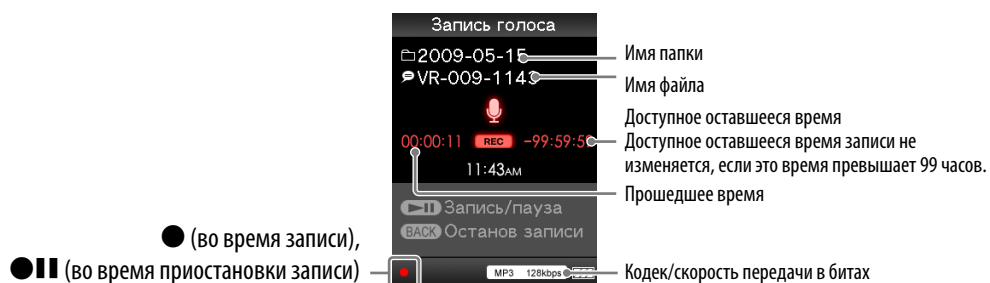 Запись голоса
2009-05-15
VR-009-1143
00:00:11 REC -99:59:59
11:43AM
Запись/пауза
BACK Останов записи
MP3 128kbps
Имя папки
Имя файла
Доступное оставшееся время
Доступное оставшееся время записи не
изменяется, если это время превышает 99 часов.
Прошедшее время
Кодек/скорость передачи в битах
(во время записи),
(во время приостановки записи)